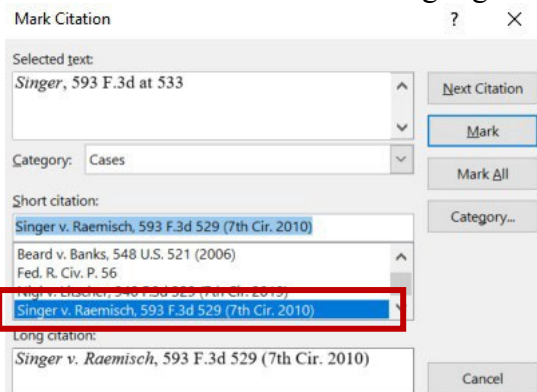 Mark Citation ? ×
Selected text:
Singer, 593 F.3d at 533
Next Citation
Mark
Category: Cases
Mark All
Short citation:
Singer v. Raemisch, 593 F.3d 529 (7th Cir. 2010)
Category...
Beard v. Banks, 548 U.S. 521 (2006)
Fed. R. Civ. P. 56
Singer v. Raemisch, 593 F.3d 529 (7th Cir. 2010)
Long citation:
Singer v. Raemisch, 593 F.3d 529 (7th Cir. 2010)
Cancel